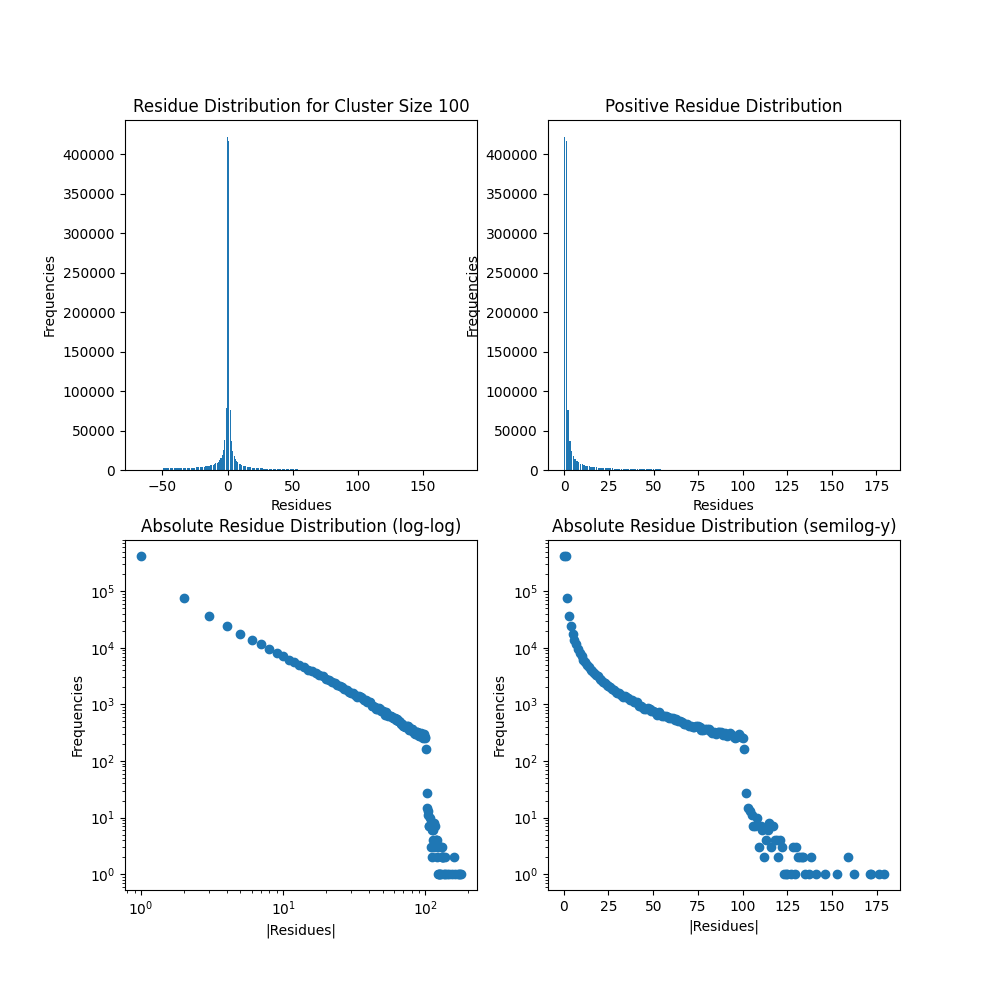 Residue Distribution for Cluster Size 100
Frequencies
400000
350000
300000
250000
200000
150000
100000
50000
0
−50 0 50 100 150
Residues
Positive Residue Distribution
Frequencies
400000
350000
300000
250000
200000
150000
100000
50000
0
0 25 50 75 100 125 150 175
Residues
Absolute Residue Distribution (log-log)
Frequencies
10⁵
10⁴
10³
10²
10¹
10⁰
10⁰ 10¹ 10²
|Residues|
Absolute Residue Distribution (semilog-y)
Frequencies
10⁵
10⁴
10³
10²
10¹
10⁰
0 25 50 75 100 125 150 175
|Residues|